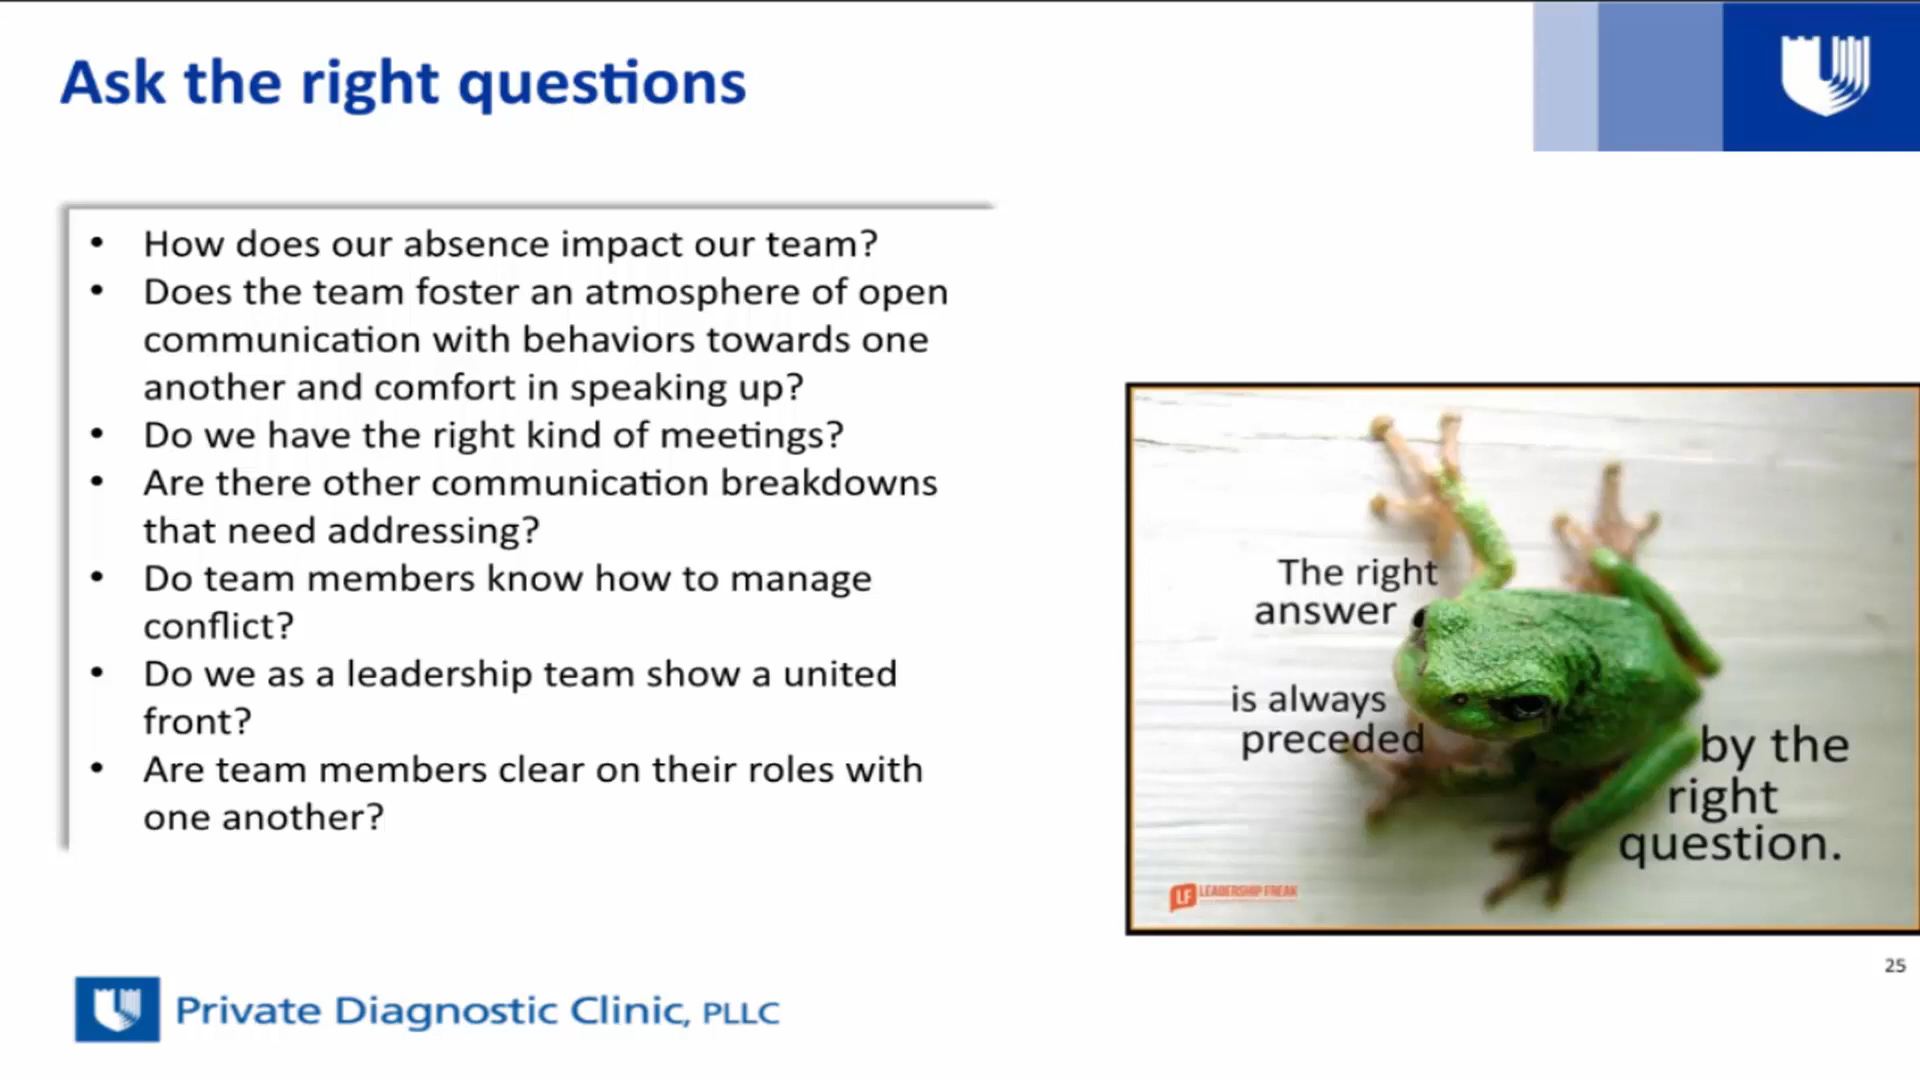 Ask the right questions
• How does our absence impact our team?
• Does the team foster an atmosphere of open
communication with behaviors towards one
another and comfort in speaking up?
• Do we have the right kind of meetings?
• Are there other communication breakdowns
that need addressing?
• Do team members know how to manage
conflict?
• Do we as a leadership team show a united
front?
• Are team members clear on their roles with
one another?
The right
answer
is always
preceded
by the
right
question.
LF LEADERSHIP FREAK
25
Private Diagnostic Clinic, PLLC